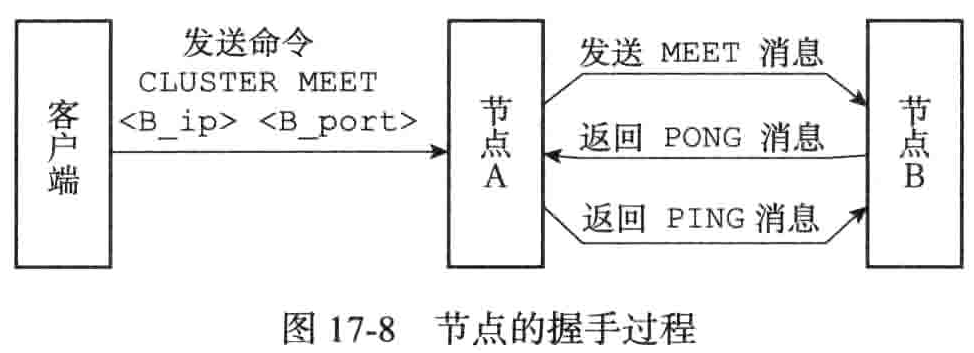 客户端
发送命令
CLUSTER MEET
<B_ip> <B_port>
节点A
发送 MEET 消息
返回 PONG 消息
返回 PING 消息
节点B
图 17-8 节点的握手过程